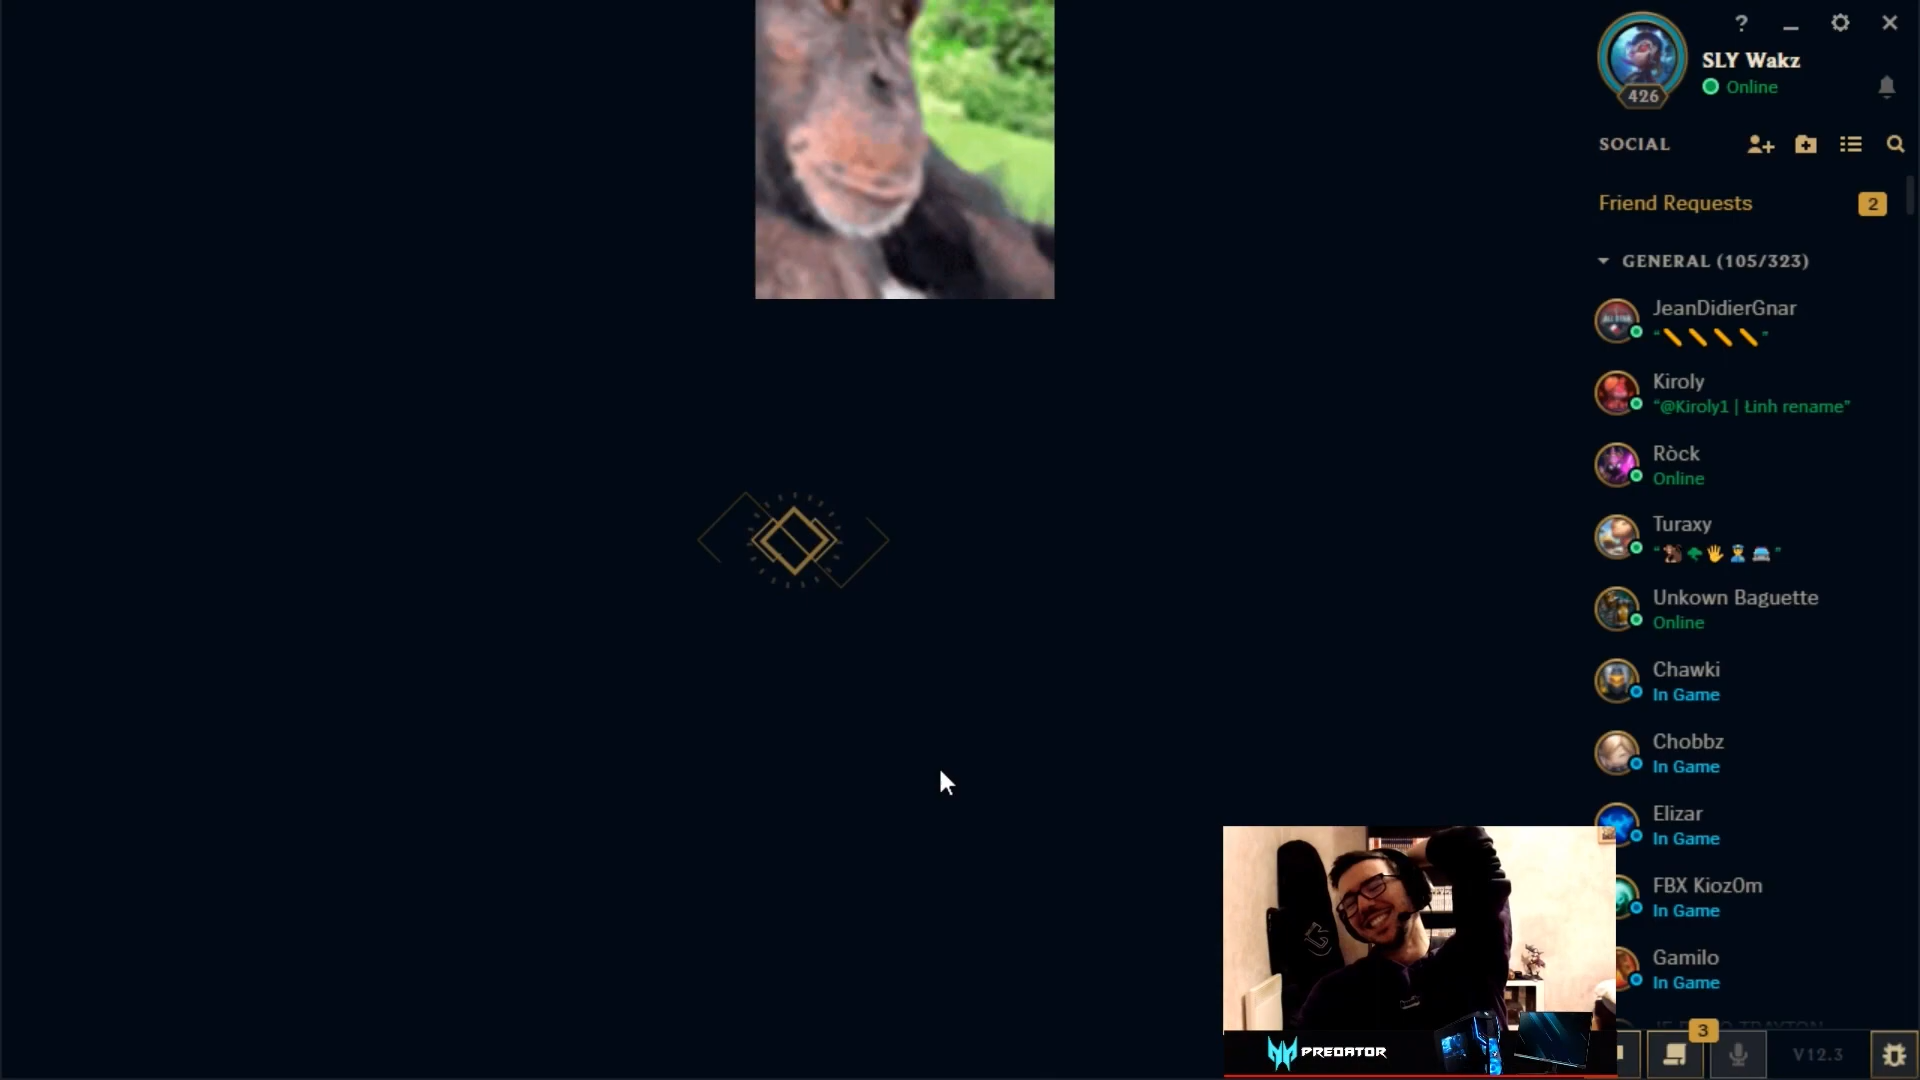 SLY Wakz
426
Online
SOCIAL
Friend Requests
2
GENERAL (105/323)
JeanDidierGnar
Kiroly
"@Kiroly1 | Łinh rename"
Ròck
Online
Turaxy
Unkown Baguette
Online
Chawki
In Game
Chobbz
In Game
Elizar
In Game
FBX Kioz0m
In Game
Gamilo
In Game
3
V12.3
PREDATOR